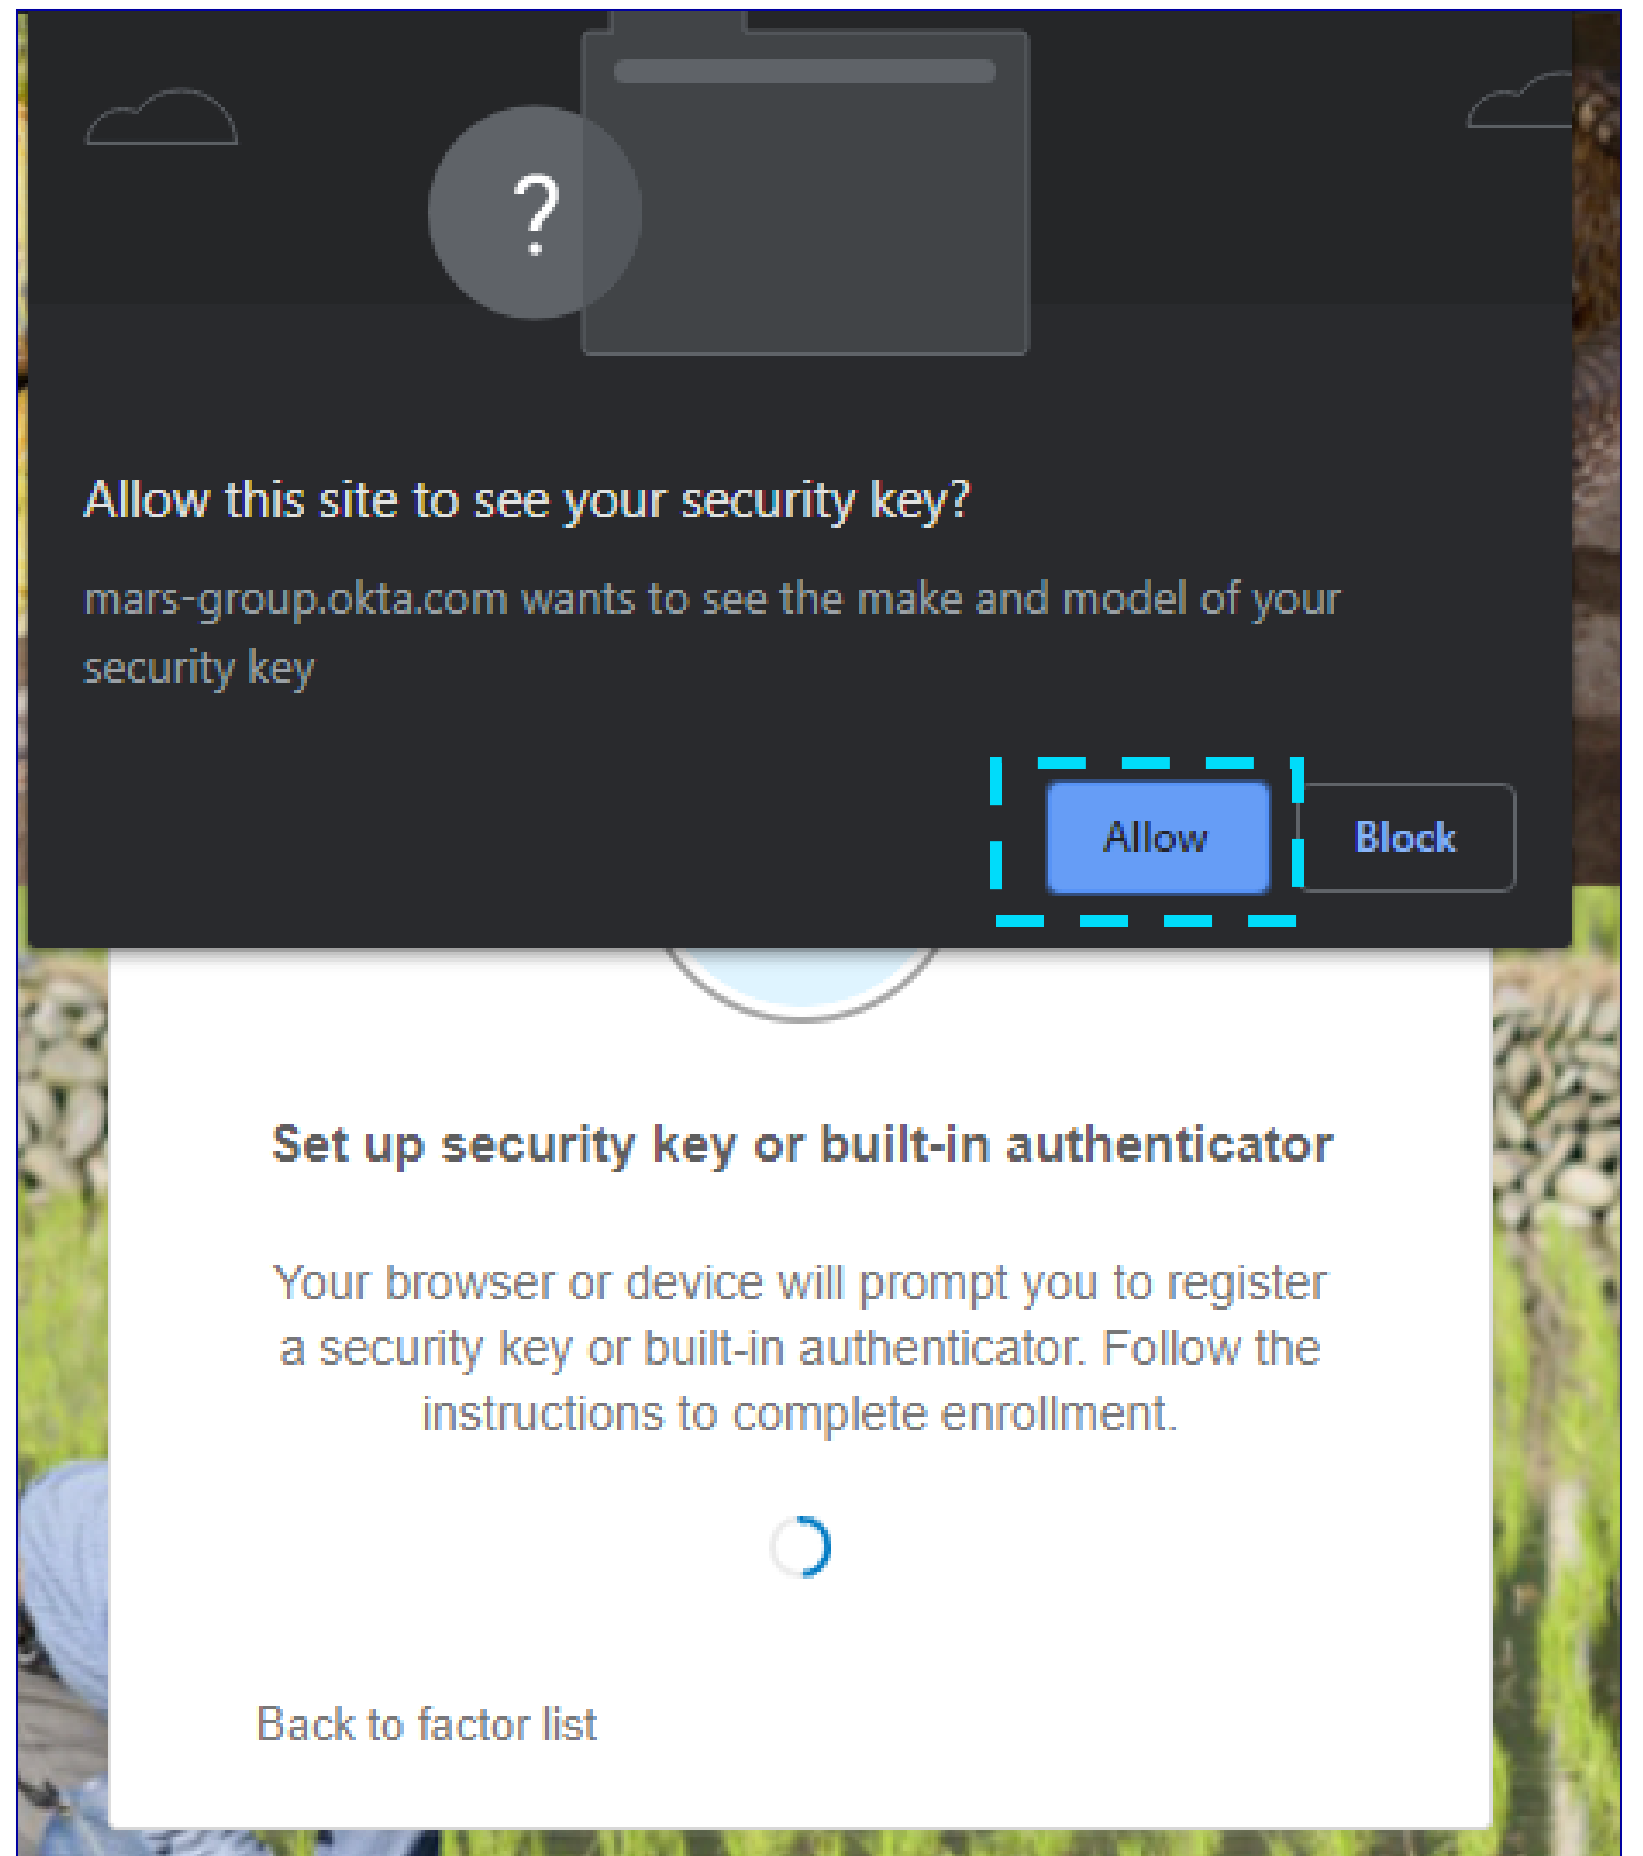 ?
Allow this site to see your security key?
mars-group.okta.com wants to see the make and model of your
security key
Allow
Block
Set up security key or built-in authenticator
Your browser or device will prompt you to register
a security key or built-in authenticator. Follow the
instructions to complete enrollment.
Back to factor list